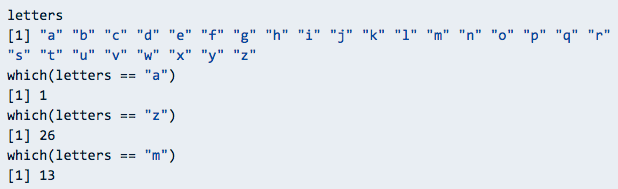 letters
[1] "a" "b" "c" "d" "e" "f" "g" "h" "i" "j" "k" "l" "m" "n" "o" "p" "q" "r"
"s" "t" "u" "v" "w" "x" "y" "z"
which(letters == "a")
[1] 1
which(letters == "z")
[1] 26
which(letters == "m")
[1] 13